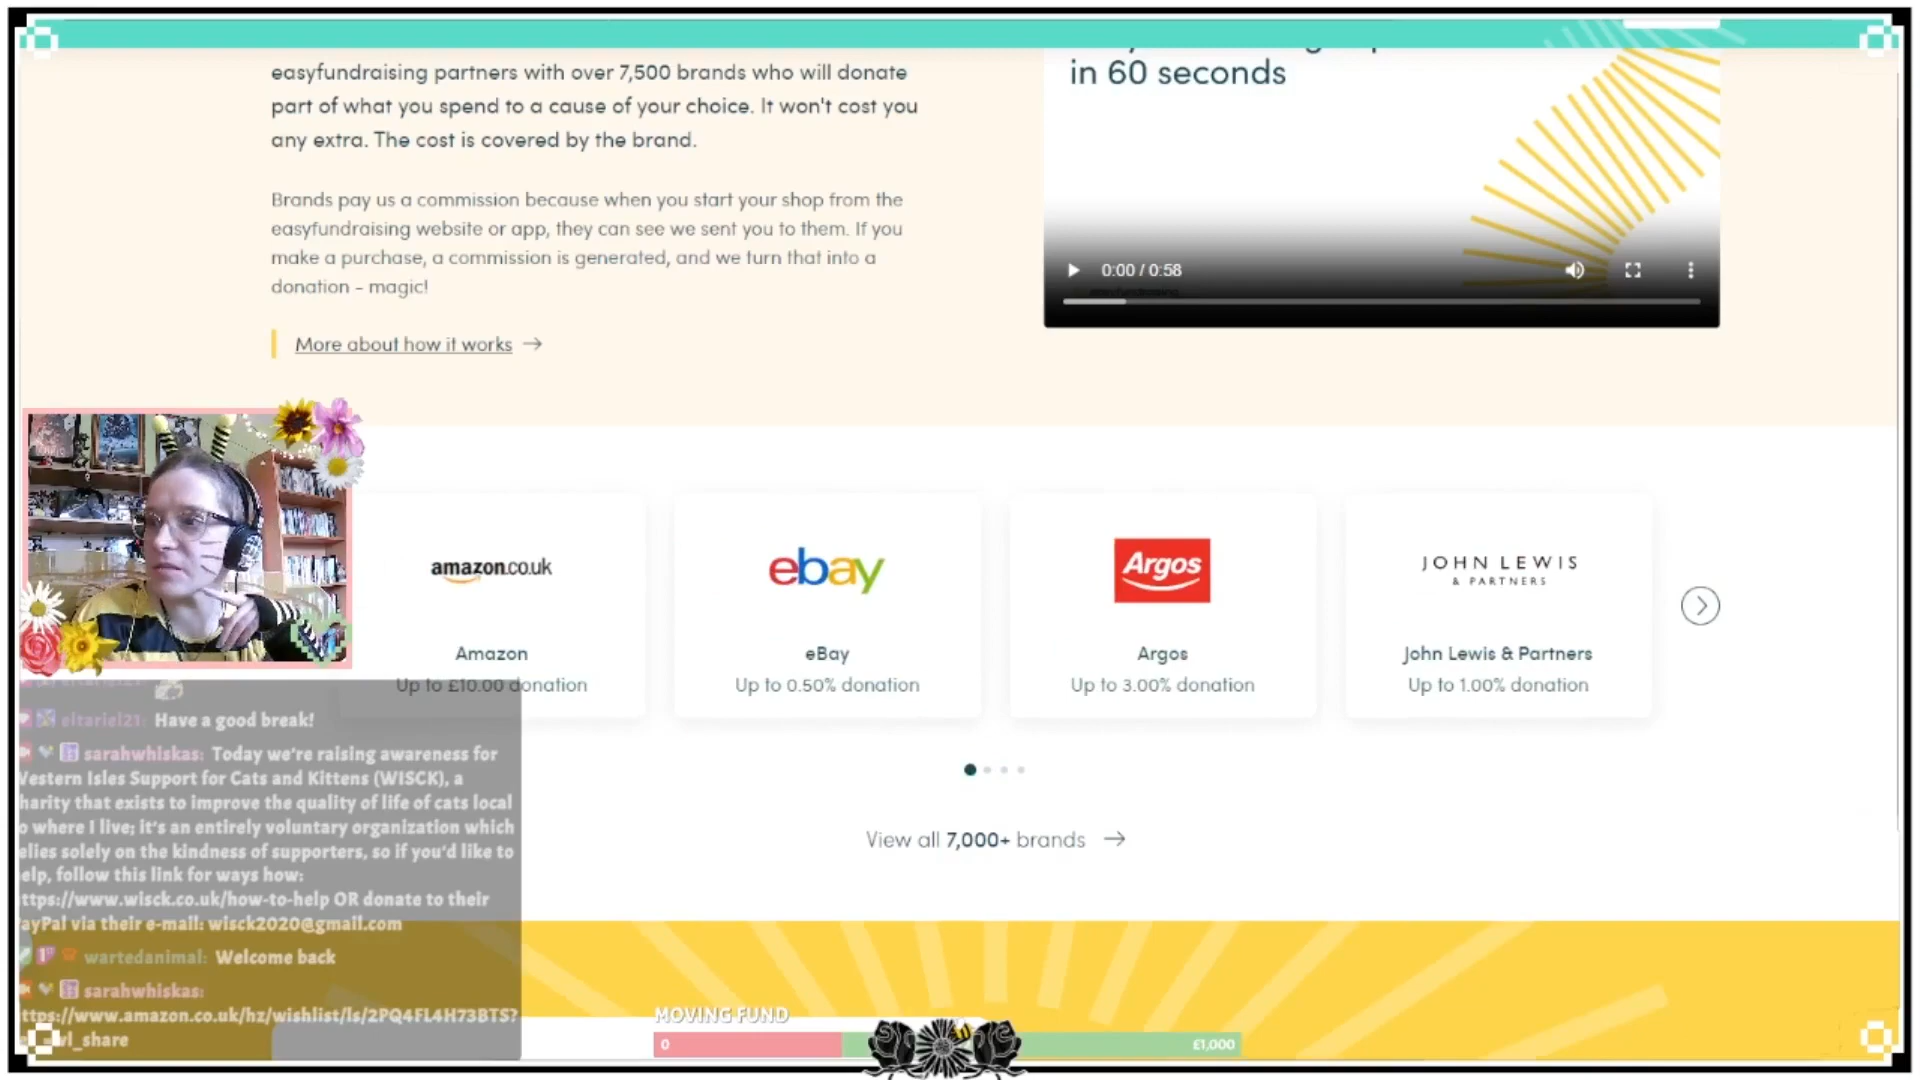 in 60 seconds
easyfundraising partners with over 7,500 brands who will donate
part of what you spend to a cause of your choice. It won't cost you
any extra. The cost is covered by the brand.
Brands pay us a commission because when you start your shop from the
easyfundraising website or app, they can see we sent you to them. If you
make a purchase, a commission is generated, and we turn that into a
donation - magic!
More about how it works
0:00 / 0:58
amazon.co.uk
ebay
Argos
JOHN LEWIS
& PARTNERS
Amazon
Up to £10.00 donation
eBay
Up to 0.50% donation
Argos
Up to 3.00% donation
John Lewis & Partners
Up to 1.00% donation
View all 7,000+ brands
eltariel21: Have a good break!
sarahwhiskas: Today we're raising awareness for
Western Isles Support for Cats and Kittens (WISCK), a
harity that exists to improve the quality of life of cats local
o where I live; it's an entirely voluntary organization which
elies solely on the kindness of supporters, so if you'd like to
elp, follow this link for ways how:
ttps://www.wisck.co.uk/how-to-help OR donate to their
ayPal via their e-mail: wisck2020@gmail.com
wartedanimal: Welcome back
sarahwhiskas:
ttps://www.amazon.co.uk/hz/wishlist/ls/2PQ4FL4H73BTS?
wl_share
MOVING FUND
0
£1,000